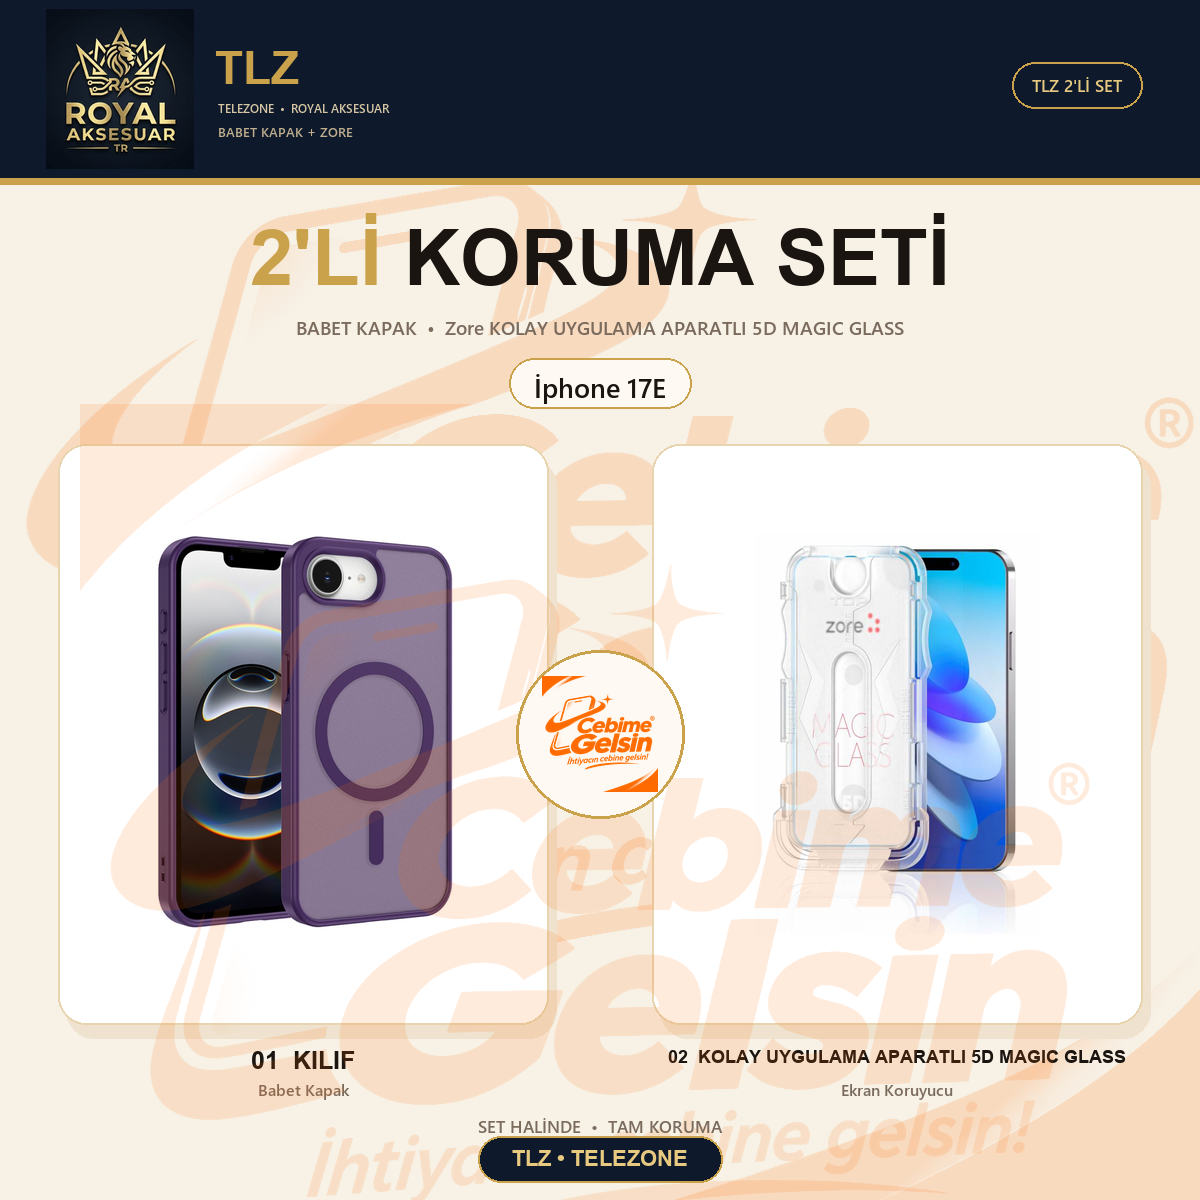 ROYAL
AKSESUAR
TR
TLZ
TELEZONE • ROYAL AKSESUAR
BABET KAPAK + ZORE
TLZ 2'Lİ SET
2'Lİ KORUMA SETİ
BABET KAPAK • Zore KOLAY UYGULAMA APARATLI 5D MAGIC GLASS
İphone 17E
zore
MAGIC
GLASS
5D
Cebime
Gelsin
İhtiyacın cebine gelsin!
Cebime ®
Gelsin
01 KILIF
Babet Kapak
02 KOLAY UYGULAMA APARATLI 5D MAGIC GLASS
Ekran Koruyucu
SET HALİNDE • TAM KORUMA
TLZ • TELEZONE